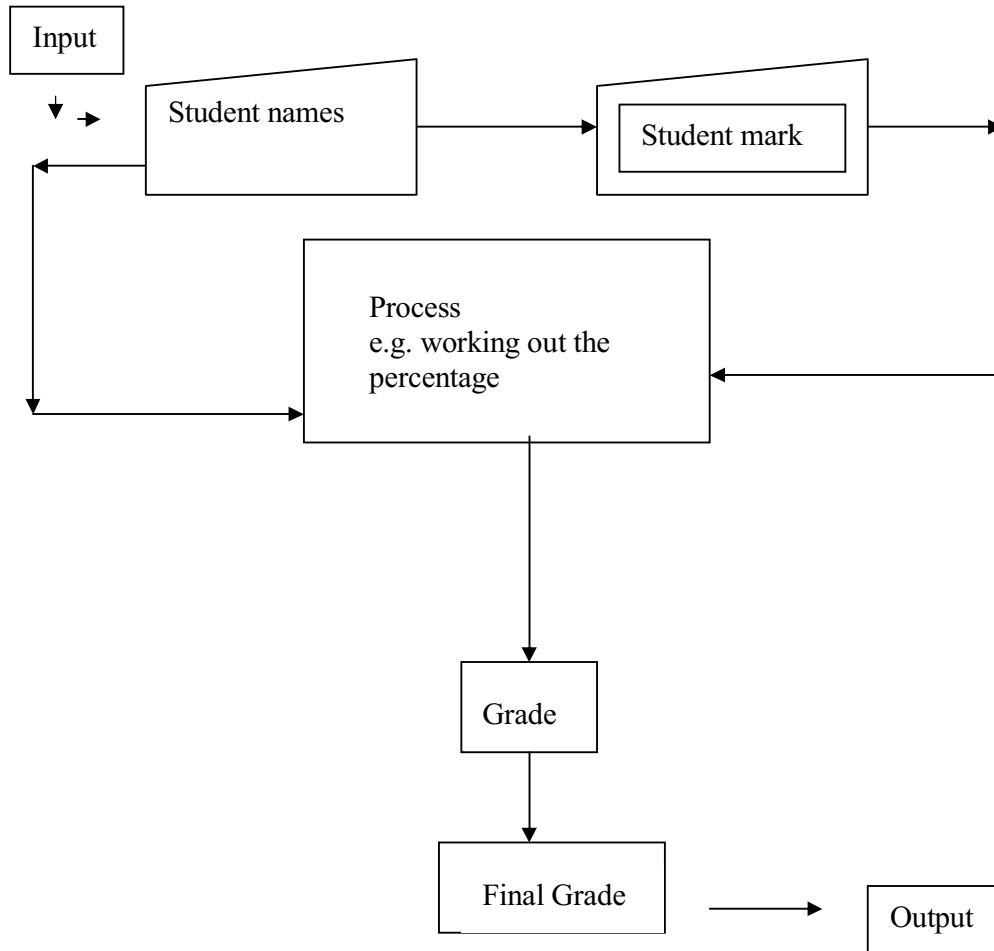 Input
Student names
Student mark
Process
e.g. working out the
percentage
Grade
Final Grade
Output